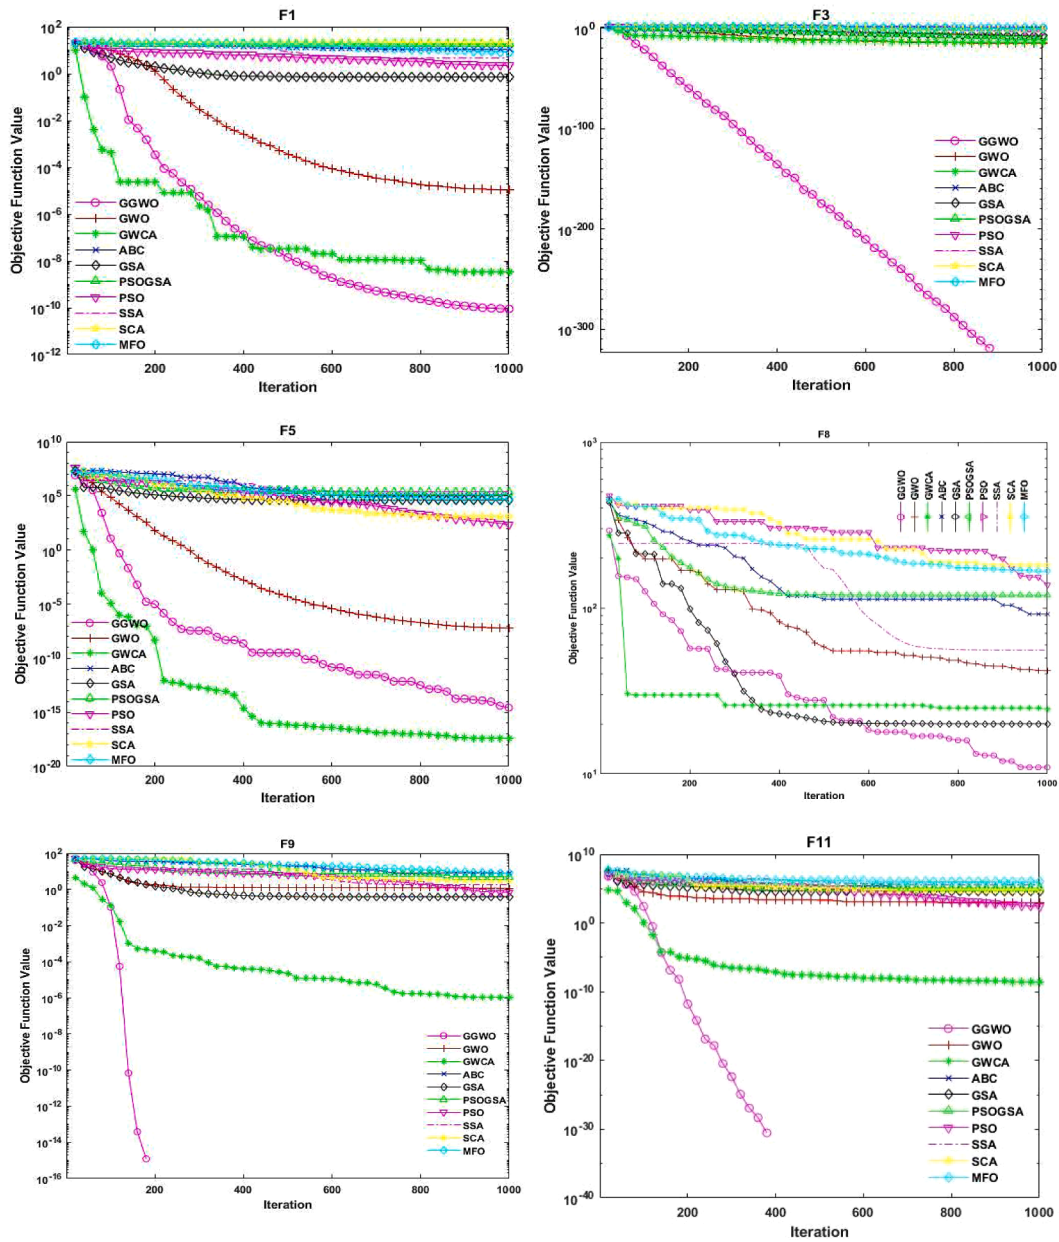 F1
Objective Function Value
10^2
10^0
10^-2
10^-4
10^-6
10^-8
10^-10
10^-12
GGWO
GWO
GWCA
ABC
GSA
PSOGSA
PSO
SSA
SCA
MFO
200 400 600 800 1000
Iteration
F3
Objective Function Value
10^0
10^-100
10^-200
10^-300
GGWO
GWO
GWCA
ABC
GSA
PSOGSA
PSO
SSA
SCA
MFO
200 400 600 800 1000
Iteration
F5
Objective Function Value
10^10
10^5
10^0
10^-5
10^-10
10^-15
10^-20
GGWO
GWO
GWCA
ABC
GSA
PSOGSA
PSO
SSA
SCA
MFO
200 400 600 800 1000
Iteration
F8
Objective Function Value
10^3
10^2
10^1
GGWO
GWO
GWCA
ABC
GSA
PSOGSA
PSO
SSA
SCA
MFO
200 400 600 800 1000
Iteration
F9
Objective Function Value
10^2
10^0
10^-2
10^-4
10^-6
10^-8
10^-10
10^-12
10^-14
10^-16
GGWO
GWO
GWCA
ABC
GSA
PSOGSA
PSO
SSA
SCA
MFO
200 400 600 800 1000
Iteration
F11
Objective Function Value
10^10
10^0
10^-10
10^-20
10^-30
10^-40
GGWO
GWO
GWCA
ABC
GSA
PSOGSA
PSO
SSA
SCA
MFO
200 400 600 800 1000
Iteration